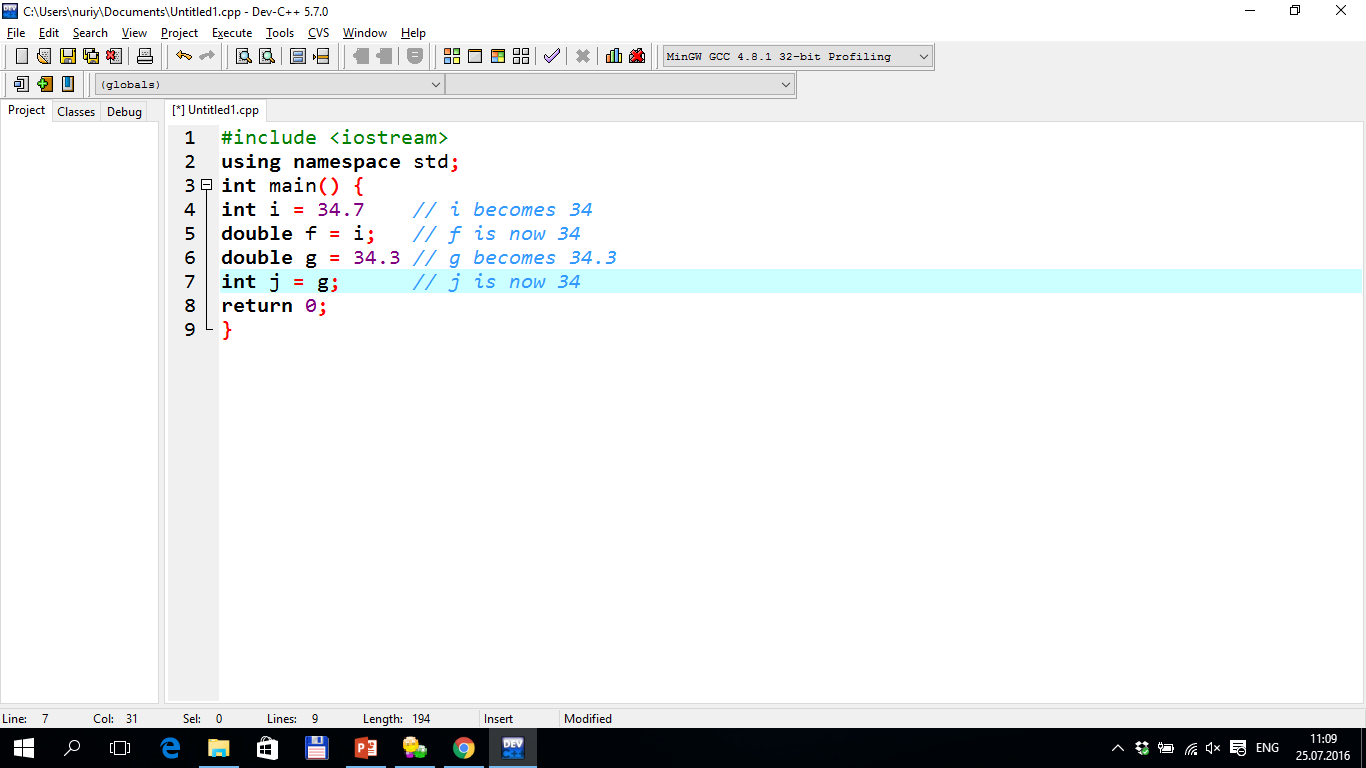 C:\Users\nuriy\Documents\Untitled1.cpp - Dev-C++ 5.7.0
File Edit Search View Project Execute Tools CVS Window Help
MinGW GCC 4.8.1 32-bit Profiling
(globals)
Project Classes Debug [*] Untitled1.cpp
1 #include <iostream>
2 using namespace std;
3 int main() {
4 int i = 34.7    // i becomes 34
5 double f = i;   // f is now 34
6 double g = 34.3 // g becomes 34.3
7 int j = g;      // j is now 34
8 return 0;
9 }
Line: 7 Col: 31 Sel: 0 Lines: 9 Length: 194 Insert Modified
DEV ENG 11:09
25.07.2016